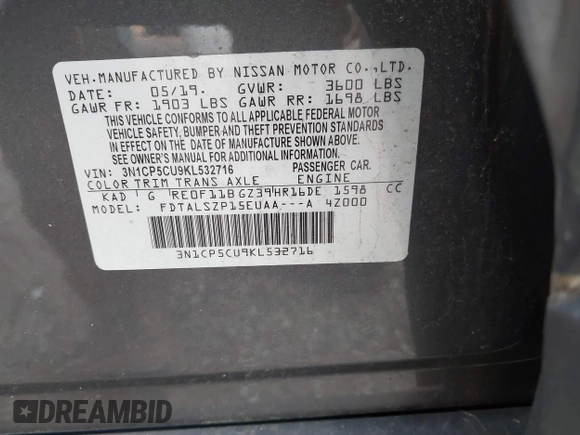 VEH.MANUFACTURED BY NISSAN MOTOR CO.,LTD.
DATE: 05/19. GVWR: 3600 LBS
GAWR FR: 1903 LBS GAWR RR: 1698 LBS
THIS VEHICLE CONFORMS TO ALL APPLICABLE FEDERAL MOTOR
VEHICLE SAFETY, BUMPER AND THEFT PREVENTION STANDARDS
IN EFFECT ON THE DATE OF MANUFACTURE SHOWN ABOVE.
SEE OWNER'S MANUAL FOR ADDITIONAL INFORMATION.
VIN: 3N1CP5CU9KL532716 PASSENGER CAR.
COLOR TRIM TRANS AXLE ENGINE
KAD G RE0F11B GZ39 HR16DE 1598 CC
MODEL: FDTALSZP15EUAA---A 4Z000
3N1CP5CU9KL532716
DREAMBID